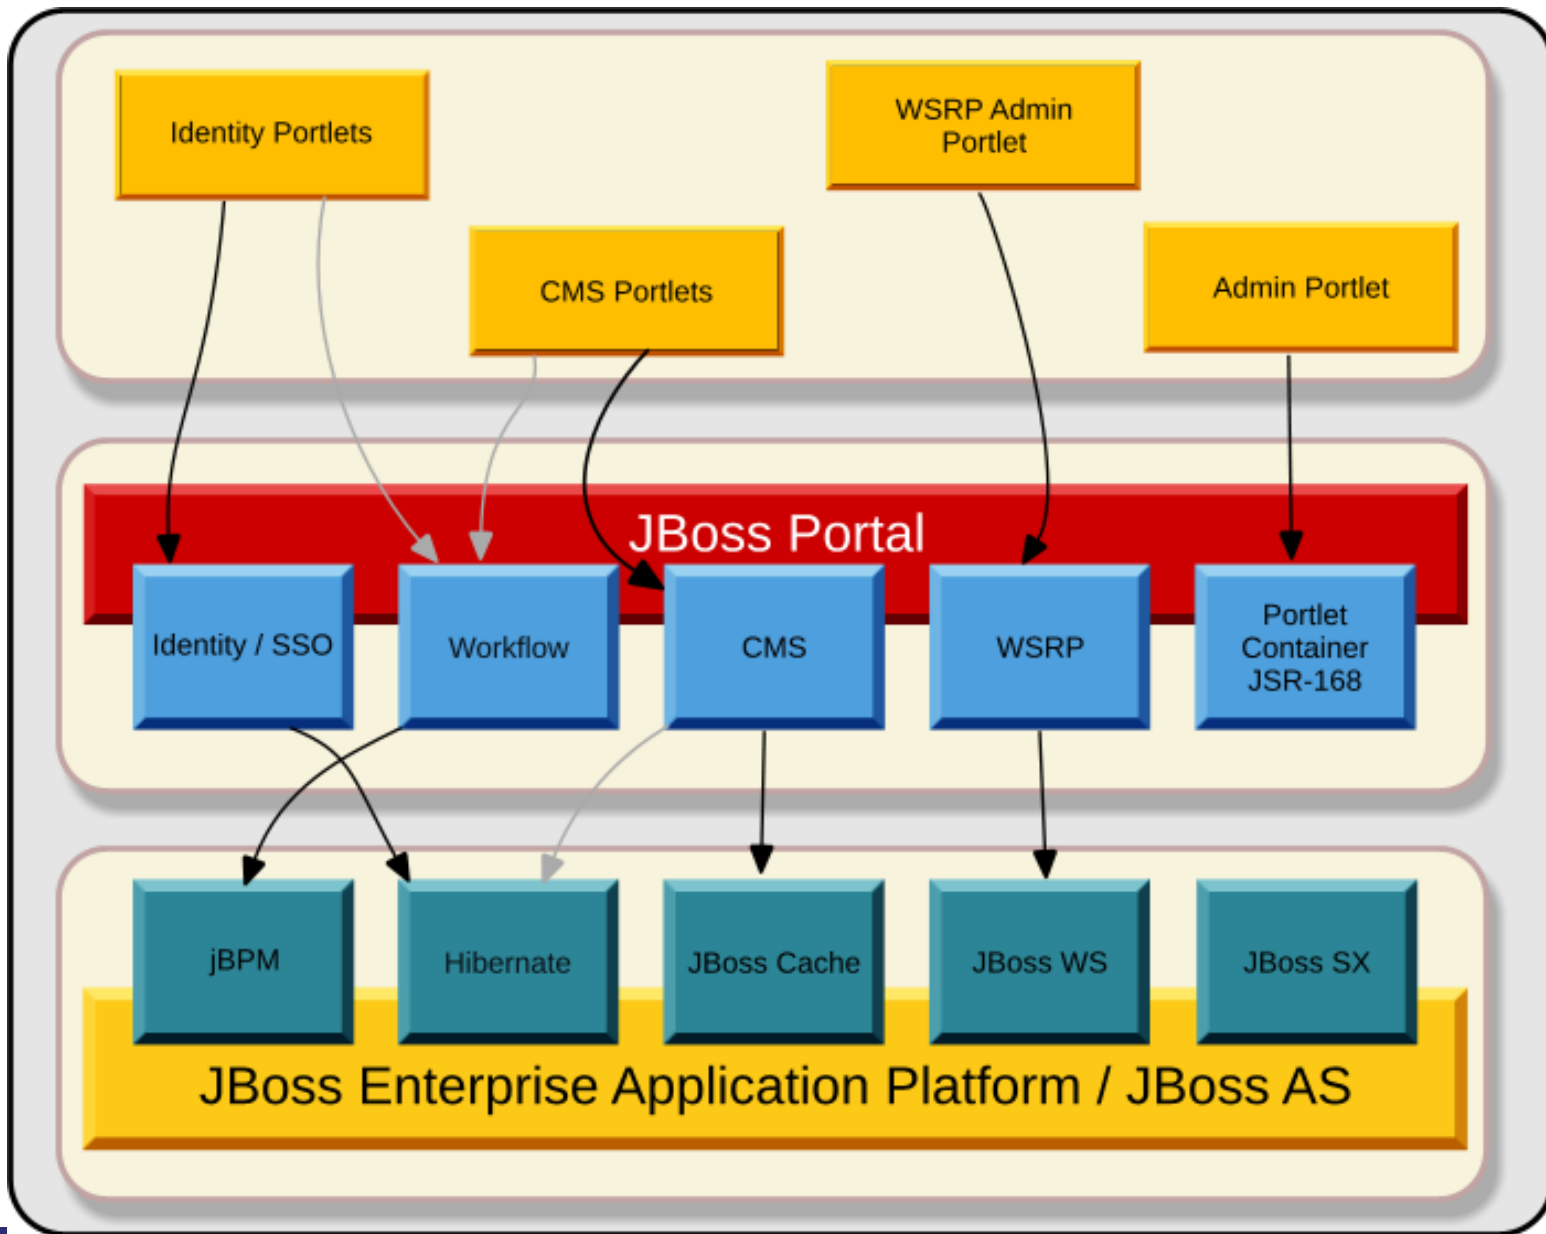 Identity Portlets
WSRP Admin
Portlet
CMS Portlets
Admin Portlet
JBoss Portal
Identity / SSO
Workflow
CMS
WSRP
Portlet
Container
JSR-168
jBPM
Hibernate
JBoss Cache
JBoss WS
JBoss SX
JBoss Enterprise Application Platform / JBoss AS